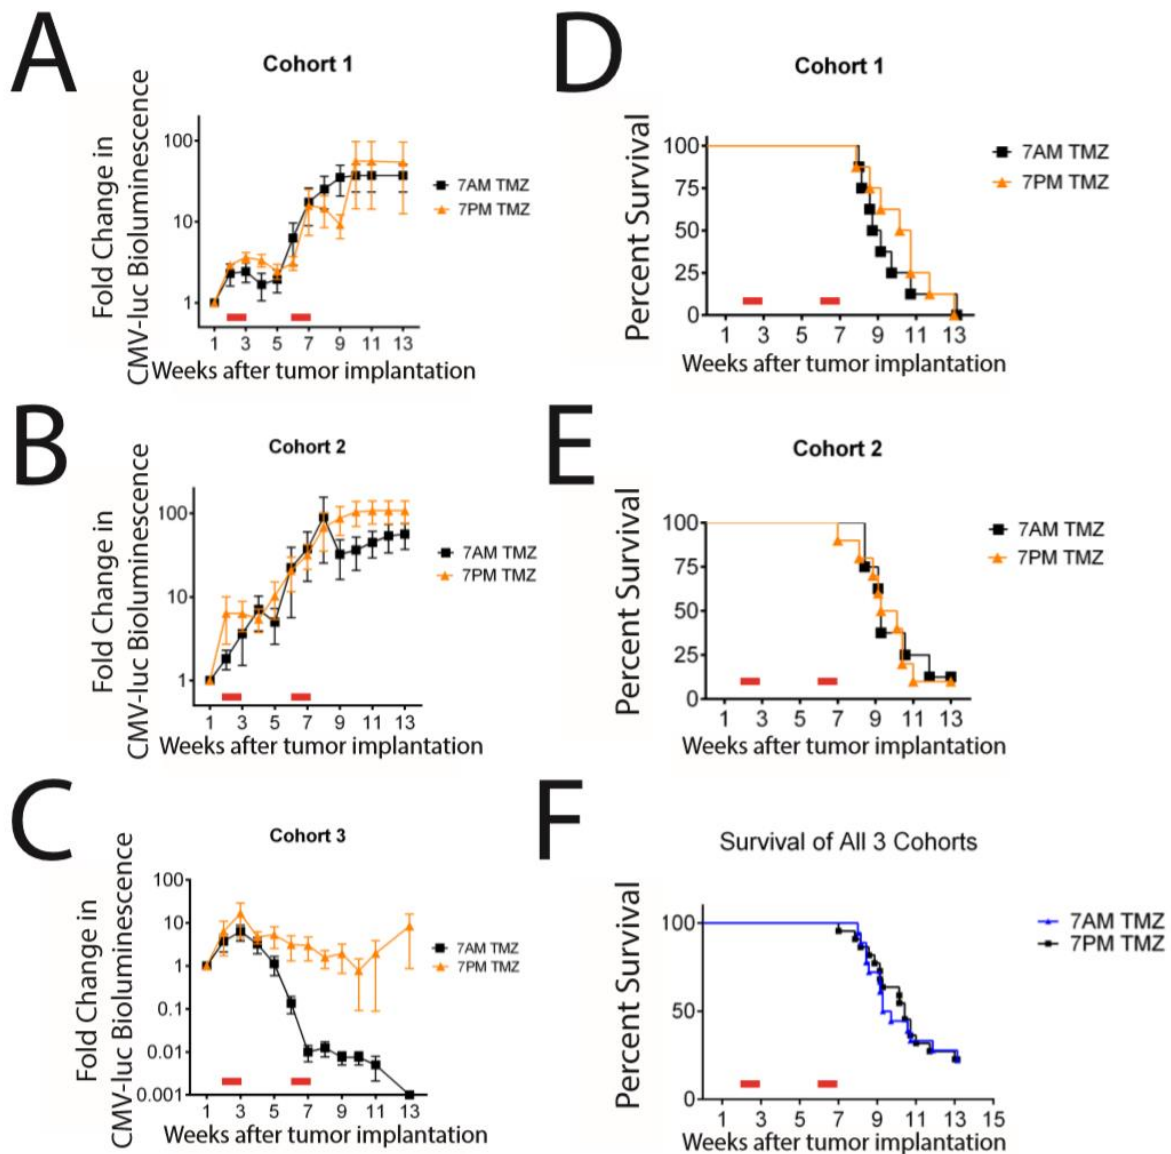 A
Cohort 1
Fold Change in
CMV-luc Bioluminescence
100
10
1
1 3 5 7 9 11 13
Weeks after tumor implantation
7AM TMZ
7PM TMZ
D
Cohort 1
Percent Survival
100
75
50
25
0
1 3 5 7 9 11 13
Weeks after tumor implantation
7AM TMZ
7PM TMZ
B
Cohort 2
Fold Change in
CMV-luc Bioluminescence
100
10
1
1 3 5 7 9 11 13
Weeks after tumor implantation
7AM TMZ
7PM TMZ
E
Cohort 2
Percent Survival
100
75
50
25
0
1 3 5 7 9 11 13
Weeks after tumor implantation
7AM TMZ
7PM TMZ
C
Cohort 3
Fold Change in
CMV-luc Bioluminescence
100
10
1
0.1
0.01
0.001
1 3 5 7 9 11 13
Weeks after tumor implantation
7AM TMZ
7PM TMZ
F
Survival of All 3 Cohorts
Percent Survival
100
50
0
1 3 5 7 9 11 13 15
Weeks after tumor implantation
7AM TMZ
7PM TMZ